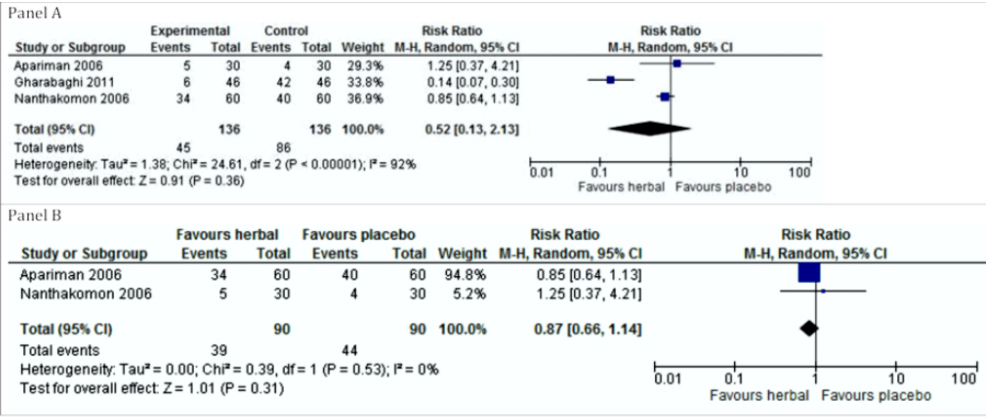 Panel A
Experimental Control Risk Ratio Risk Ratio
Study or Subgroup Events Total Events Total Weight M-H, Random, 95% CI M-H, Random, 95% CI
Apariman 2006 5 30 4 30 29.3% 1.25 [0.37, 4.21]
Gharabaghi 2011 6 46 42 46 33.8% 0.14 [0.07, 0.30]
Nanthakomon 2006 34 60 40 60 36.9% 0.85 [0.64, 1.13]
Total (95% CI) 136 136 100.0% 0.52 [0.13, 2.13]
Total events 45 86
Heterogeneity: Tau² = 1.38; Chi² = 24.61, df = 2 (P < 0.00001); I² = 92%
Test for overall effect: Z = 0.91 (P = 0.36)
0.01 0.1 1 10 100
Favours herbal Favours placebo
Panel B
Favours herbal Favours placebo Risk Ratio Risk Ratio
Study or Subgroup Events Total Events Total Weight M-H, Random, 95% CI M-H, Random, 95% CI
Apariman 2006 34 60 40 60 94.8% 0.85 [0.64, 1.13]
Nanthakomon 2006 5 30 4 30 5.2% 1.25 [0.37, 4.21]
Total (95% CI) 90 90 100.0% 0.87 [0.66, 1.14]
Total events 39 44
Heterogeneity: Tau² = 0.00; Chi² = 0.39, df = 1 (P = 0.53); I² = 0%
Test for overall effect: Z = 1.01 (P = 0.31)
0.01 0.1 1 10 100
Favours herbal Favours placebo